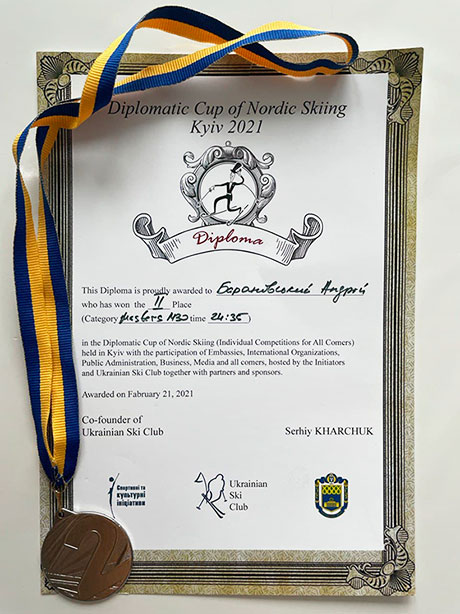 Diplomatic Cup of Nordic Skiing
Kyiv 2021
Diploma
This Diploma is proudly awarded to Барановський Андрій
who has won the II Place
(Category Masters M30 time 24:35)
in the Diplomatic Cup of Nordic Skiing (Individual Competitions for All Comers)
held in Kyiv with the participation of Embassies, International Organizations,
Public Administration, Business, Media and all comers, hosted by the Initiators
and Ukrainian Ski Club together with partners and sponsors.
Awarded on Fabruary 21, 2021
Co-founder of
Ukrainian Ski Club
Serhiy KHARCHUK
Спортивні та
культурні
ініціативи
Ukrainian
Ski
Club
2